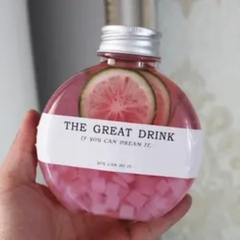 THE GREAT DRINK
IF YOU CAN DREAM IT.
YOU CAN DO IT